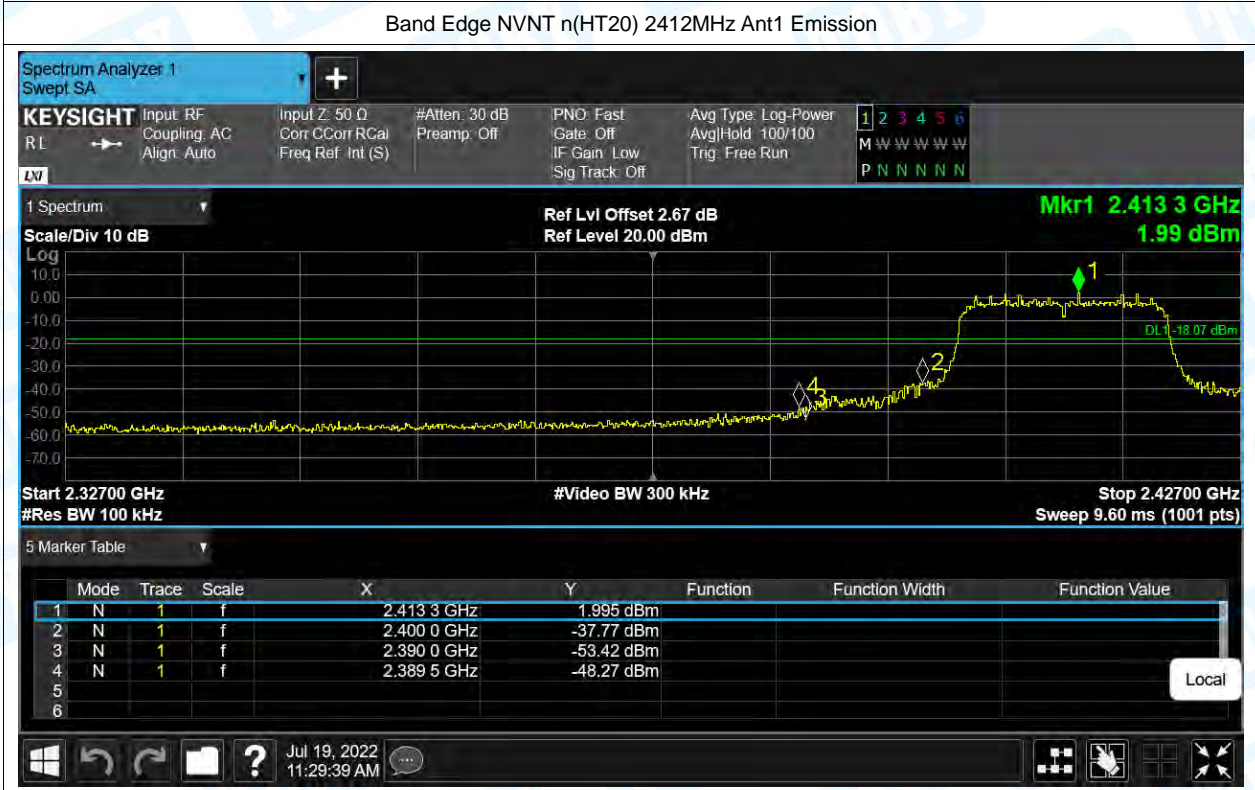 Band Edge NVNT n(HT20) 2412MHz Ant1 Emission
Spectrum Analyzer 1
Swept SA
+
KEYSIGHT Input: RF Input Z: 50 Ω #Atten: 30 dB PNO: Fast Avg Type: Log-Power 1 2 3 4 5 6
RL Coupling: AC Corr CCorr RCal Preamp: Off Gate: Off Avg|Hold: 100/100 M W W W W W
Align: Auto Freq Ref: Int (S) IF Gain: Low Trig: Free Run
LXI Sig Track: Off P N N N N N
1 Spectrum Ref Lvl Offset 2.67 dB Mkr1 2.413 3 GHz
Scale/Div 10 dB Ref Level 20.00 dBm 1.99 dBm
Log
10.0
0.00
-10.0
-20.0
-30.0
-40.0
-50.0
-60.0
-70.0
1
DL1 -18.07 dBm
2
4
3
Start 2.32700 GHz #Video BW 300 kHz Stop 2.42700 GHz
#Res BW 100 kHz Sweep 9.60 ms (1001 pts)
5 Marker Table
Mode Trace Scale X Y Function Function Width Function Value
1 N 1 f 2.413 3 GHz 1.995 dBm
2 N 1 f 2.400 0 GHz -37.77 dBm
3 N 1 f 2.390 0 GHz -53.42 dBm
4 N 1 f 2.389 5 GHz -48.27 dBm
5
6
Local
? Jul 19, 2022
11:29:39 AM